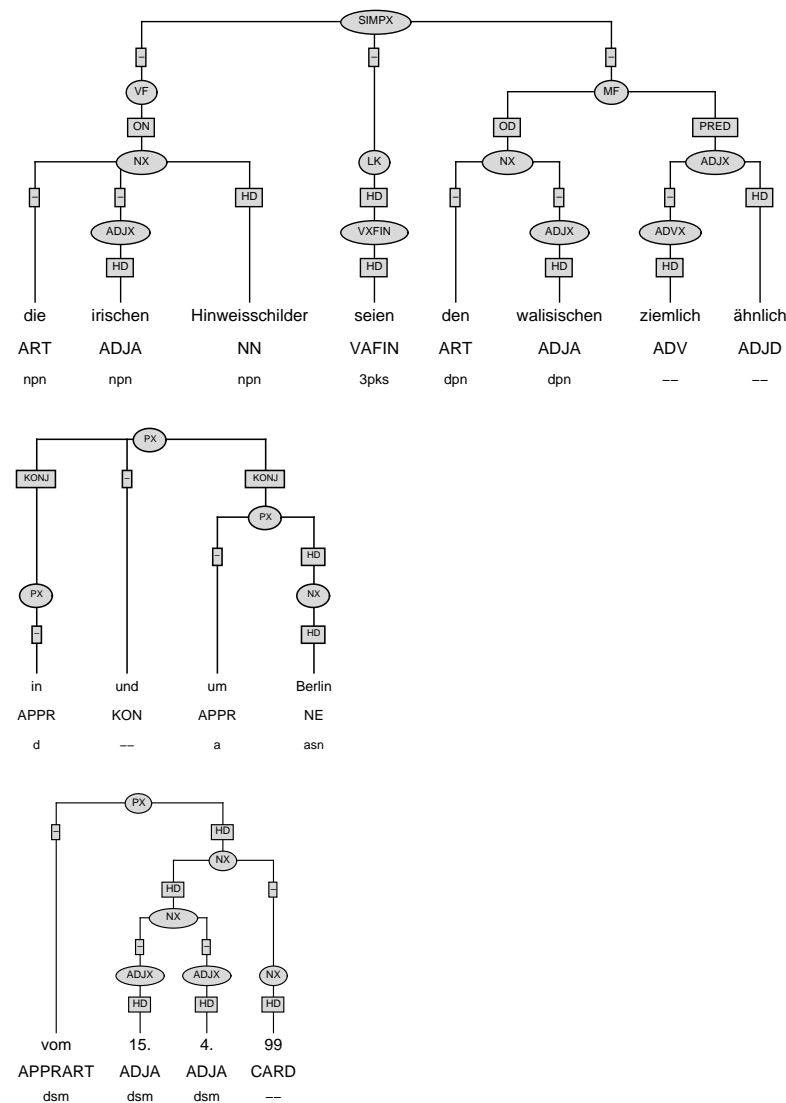 SIMPX
– – –
VF MF
ON OD PRED
NX LK NX ADJX
– – HD HD – – – HD
ADJX VXFIN ADJX ADVX
HD HD HD HD
die irischen Hinweisschilder seien den walisischen ziemlich ähnlich
ART ADJA NN VAFIN ART ADJA ADV ADJD
npn npn npn 3pks dpn dpn –– ––
PX
KONJ – KONJ
PX
– HD
PX NX
– HD
in und um Berlin
APPR KON APPR NE
d –– a asn
PX
– HD
NX
HD –
NX
– –
ADJX ADJX NX
HD HD HD
vom 15. 4. 99
APPRART ADJA ADJA CARD
dsm dsm dsm ––